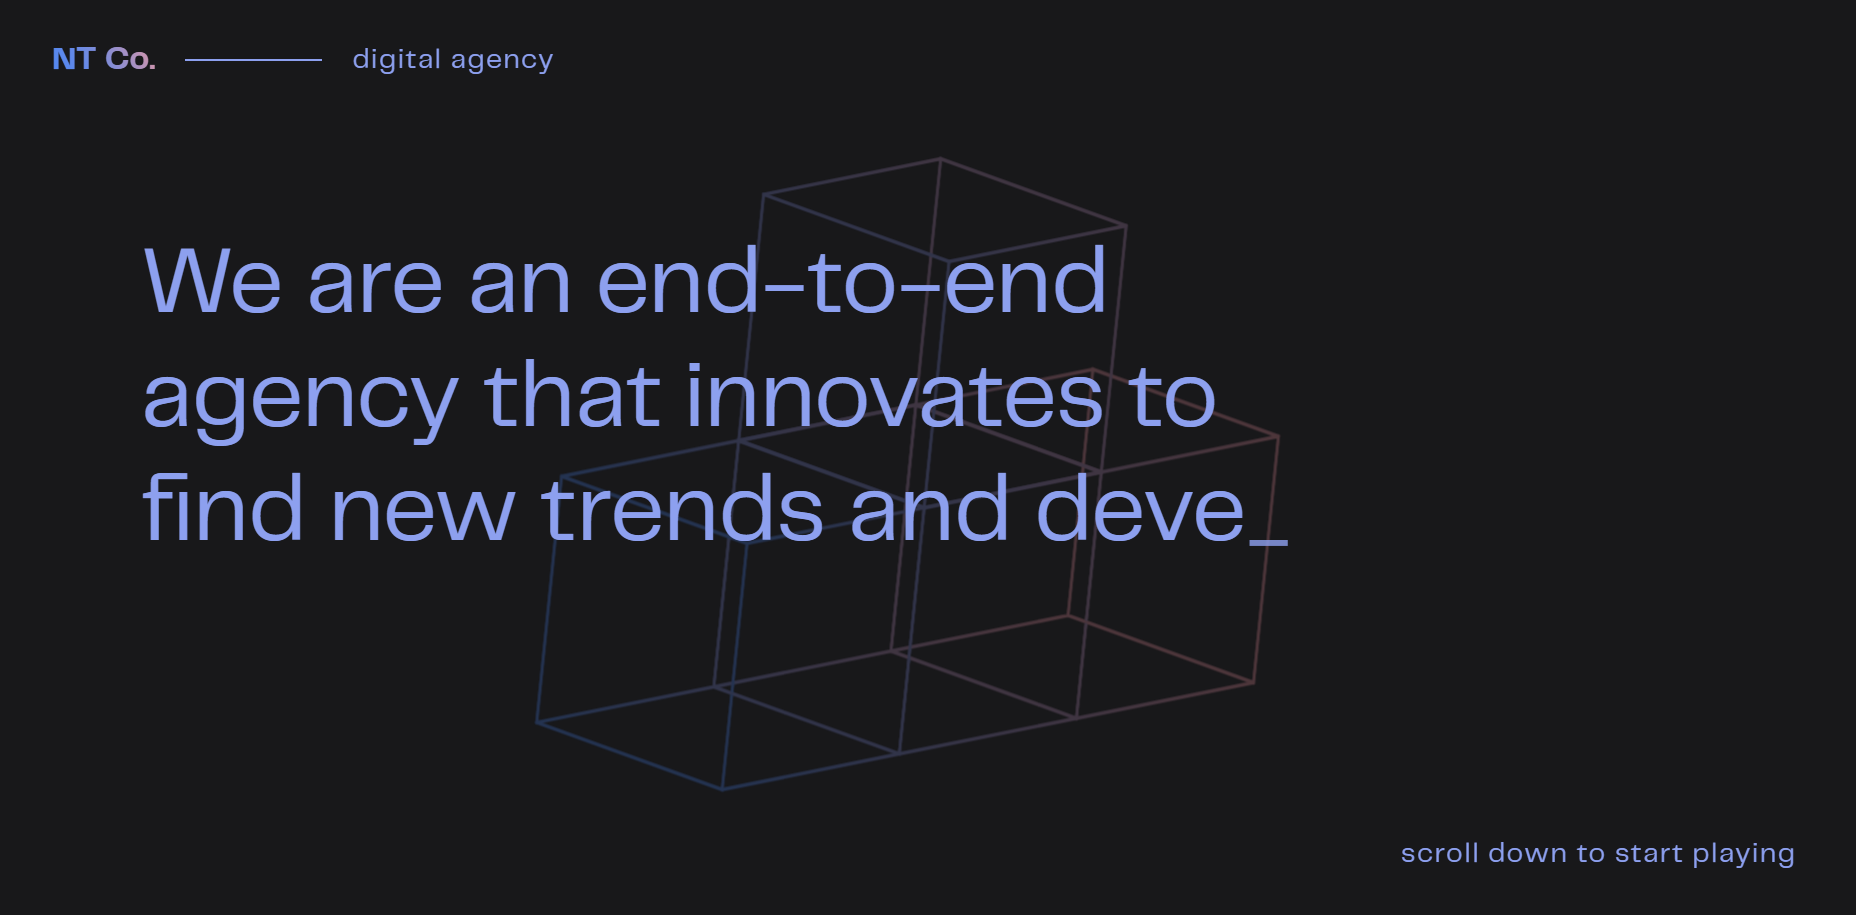 NT Co.
digital agency
We are an end-to-end
agency that innovates to
find new trends and deve_
scroll down to start playing